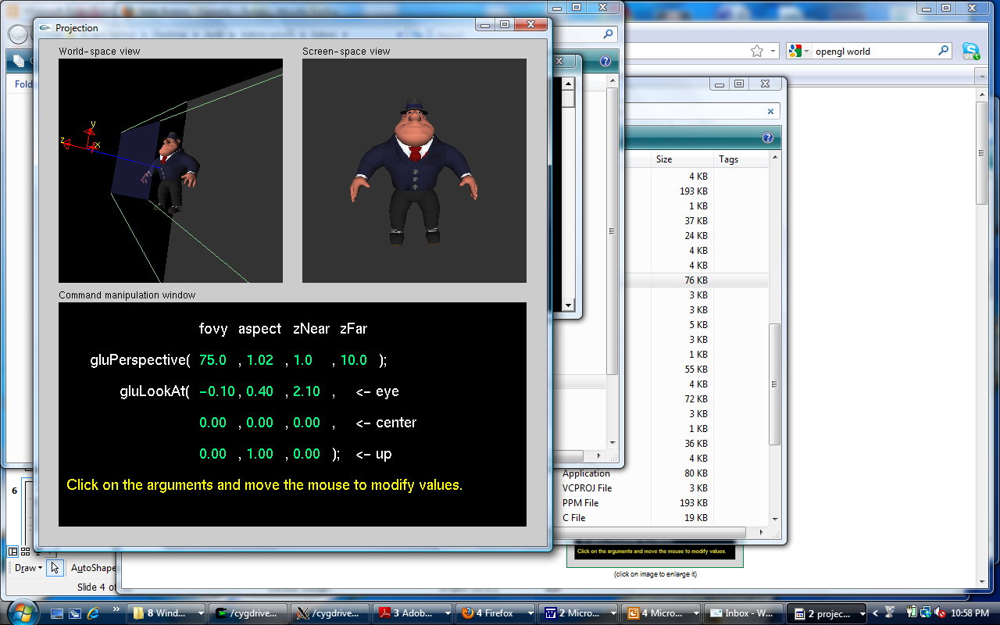 Projection
World-space view
Screen-space view
y
z
x
Command manipulation window
fovy aspect zNear zFar
gluPerspective( 75.0 , 1.02 , 1.0 , 10.0 );
gluLookAt( -0.10 , 0.40 , 2.10 , <- eye
0.00 , 0.00 , 0.00 , <- center
0.00 , 1.00 , 0.00 ); <- up
Click on the arguments and move the mouse to modify values.
opengl world
Fold
Size Tags
4 KB
193 KB
1 KB
37 KB
24 KB
4 KB
4 KB
76 KB
3 KB
3 KB
5 KB
3 KB
1 KB
55 KB
4 KB
72 KB
3 KB
1 KB
36 KB
4 KB
Application 80 KB
VCPROJ File 3 KB
PPM File 193 KB
C File 19 KB
Click on the arguments and move the mouse to modify values.
(click on image to enlarge it)
6
Draw AutoShape
Slide 4 of
8 Wind... /cygdrive... /cygdrive... 3 Adob... 4 Firefox 2 Micro... 4 Micro... Inbox - W... 2 projec... 10:58 PM